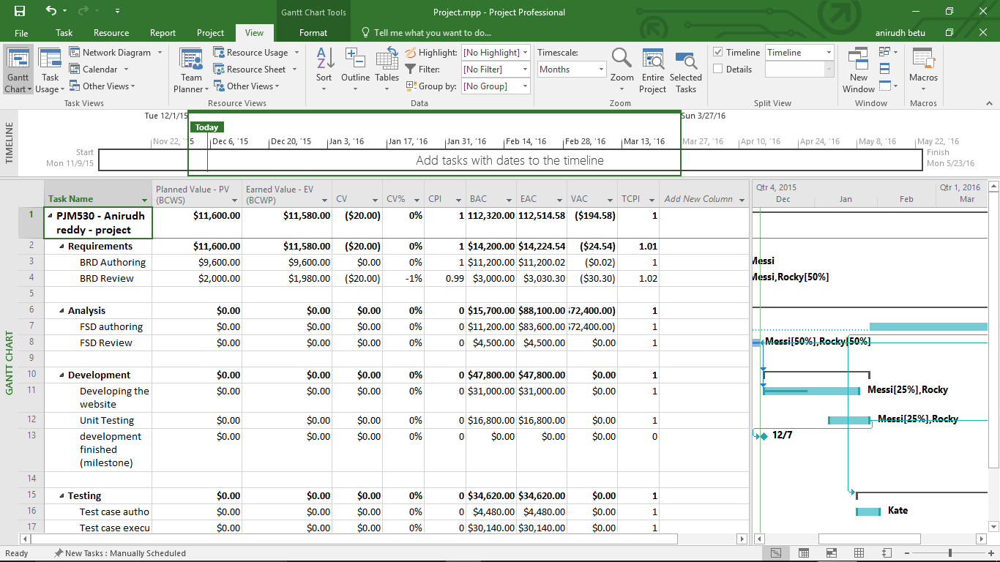 Gantt Chart Tools
Project.mpp - Project Professional
File Task Resource Report Project View Format Tell me what you want to do...
anirudh betu
Gantt Chart
Task Usage
Network Diagram
Calendar
Other Views
Task Views
Team Planner
Resource Usage
Resource Sheet
Other Views
Resource Views
Sort
Outline
Tables
Highlight: [No Highlight]
Filter: [No Filter]
Group by: [No Group]
Data
Timescale:
Months
Zoom
Entire Project
Selected Tasks
Zoom
Timeline Timeline
Details
Split View
New Window
Window
Macros
Macros
TIMELINE
Tue 12/1/15 Sun 3/27/16
Today
Nov 22, '15 Dec 6, '15 Dec 20, '15 Jan 3, '16 Jan 17, '16 Jan 31, '16 Feb 14, '16 Feb 28, '16 Mar 13, '16 Mar 27, '16 Apr 10, '16 Apr 24, '16 May 8, '16 May 22, '16
Start
Mon 11/9/15
Add tasks with dates to the timeline
Finish
Mon 5/23/16
GANTT CHART
Task Name Planned Value - PV (BCWS) Earned Value - EV (BCWP) CV CV% CPI BAC EAC VAC TCPI Add New Column
1 PJM530 - Anirudh reddy - project $11,600.00 $11,580.00 ($20.00) 0% 1 112,320.00 112,514.58 ($194.58) 1
2 Requirements $11,600.00 $11,580.00 ($20.00) 0% 1 $14,200.00 $14,224.54 ($24.54) 1.01
3 BRD Authoring $9,600.00 $9,600.00 $0.00 0% 1 $11,200.00 $11,200.02 ($0.02) 1
4 BRD Review $2,000.00 $1,980.00 ($20.00) -1% 0.99 $3,000.00 $3,030.30 ($30.30) 1.02
5
6 Analysis $0.00 $0.00 $0.00 0% 0 $15,700.00 $88,100.00 72,400.00) 1
7 FSD authoring $0.00 $0.00 $0.00 0% 0 $11,200.00 $83,600.00 $72,400.00) 1
8 FSD Review $0.00 $0.00 $0.00 0% 0 $4,500.00 $4,500.00 $0.00 1
9
10 Development $0.00 $0.00 $0.00 0% 0 $47,800.00 $47,800.00 $0.00 1
11 Developing the website $0.00 $0.00 $0.00 0% 0 $31,000.00 $31,000.00 $0.00 1
12 Unit Testing $0.00 $0.00 $0.00 0% 0 $16,800.00 $16,800.00 $0.00 1
13 development finished (milestone) $0.00 $0.00 $0.00 0% 0 $0.00 $0.00 $0.00 0
14
15 Testing $0.00 $0.00 $0.00 0% 0 $34,620.00 $34,620.00 $0.00 1
16 Test case autho $0.00 $0.00 $0.00 0% 0 $4,480.00 $4,480.00 $0.00 1
17 Test case execu $0.00 $0.00 $0.00 0% 0 $30,140.00 $30,140.00 $0.00 1
Qtr 4, 2015 Qtr 1, 2016
Dec Jan Feb Mar
Messi
Messi,Rocky[50%]
Messi[50%],Rocky[50%]
Messi[25%],Rocky
Messi[25%],Rocky
12/7
Kate
Ready New Tasks : Manually Scheduled